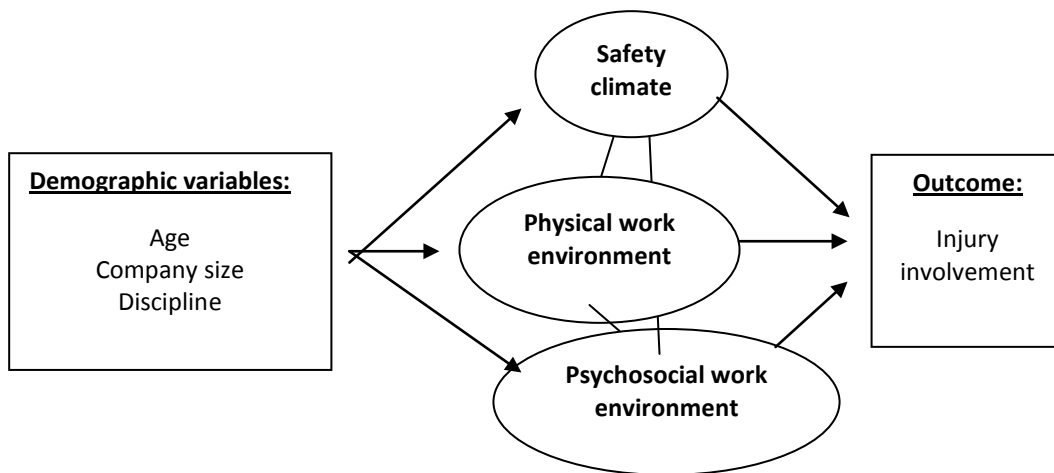 Safety
climate
Demographic variables:
Age
Company size
Discipline
Physical work
environment
Outcome:
Injury
involvement
Psychosocial work
environment